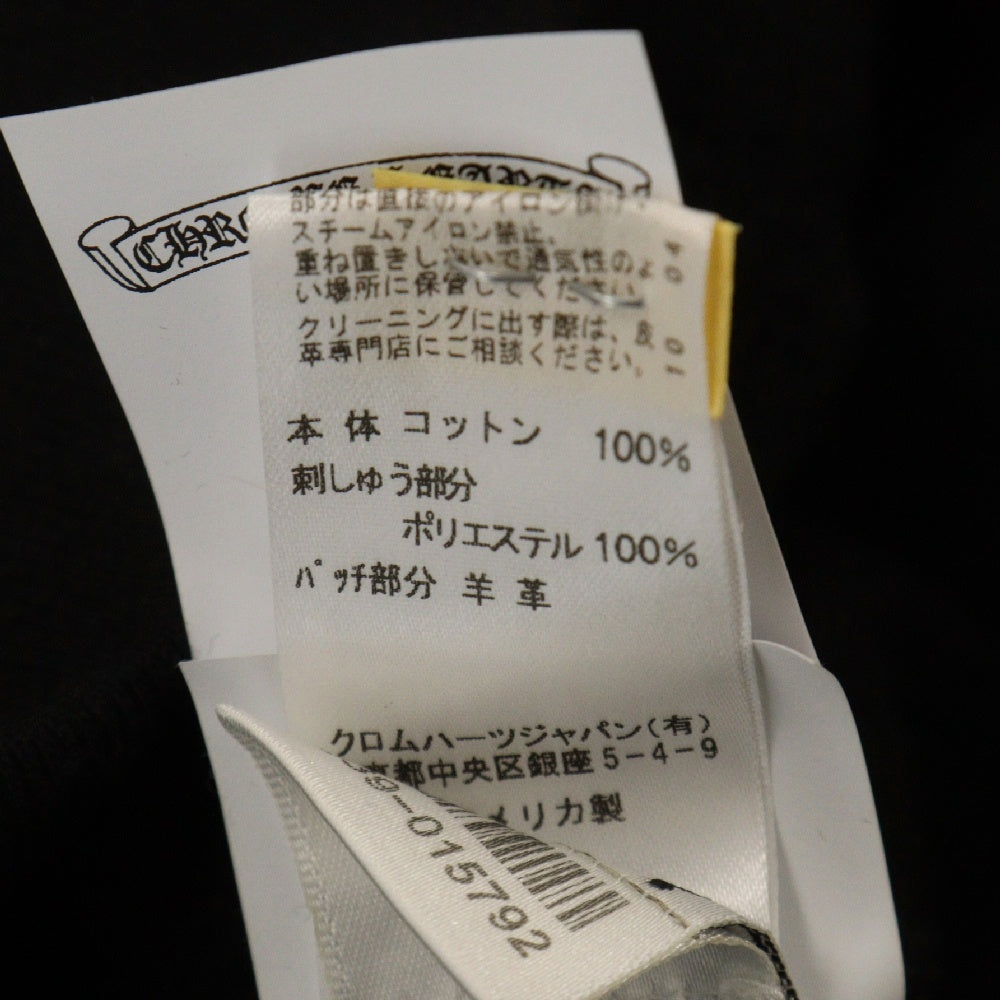 CHR
部分は直接のアイロン
スチームアイロン禁止、
重ね置きしないで通気性のよ
い場所に保管してください。
クリーニングに出す際は、皮
革専門店にご相談ください。
10 04
本体 コットン 100%
刺しゅう部分
ポリエステル 100%
パッチ部分 羊革
クロムハーツジャパン(有)
京都中央区銀座5-4-9
メリカ製
9-015792